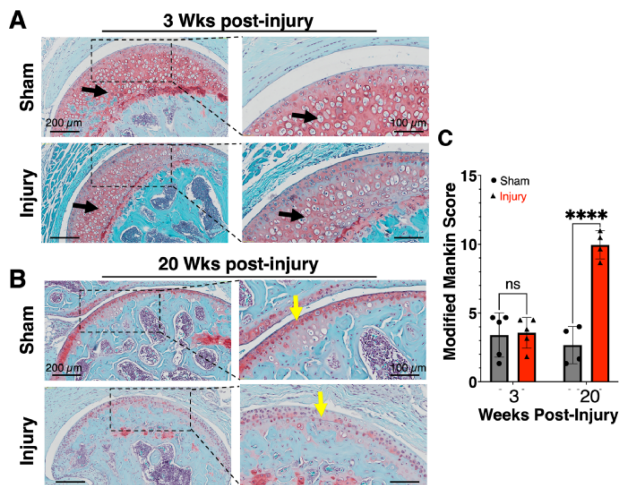 A
3 Wks post-injury
Sham
200 µm
100 µm
Injury
B
20 Wks post-injury
Sham
200 µm
100 µm
Injury
C
Modified Mankin Score
15
10
5
0
Sham
Injury
ns
****
3
20
Weeks Post-Injury